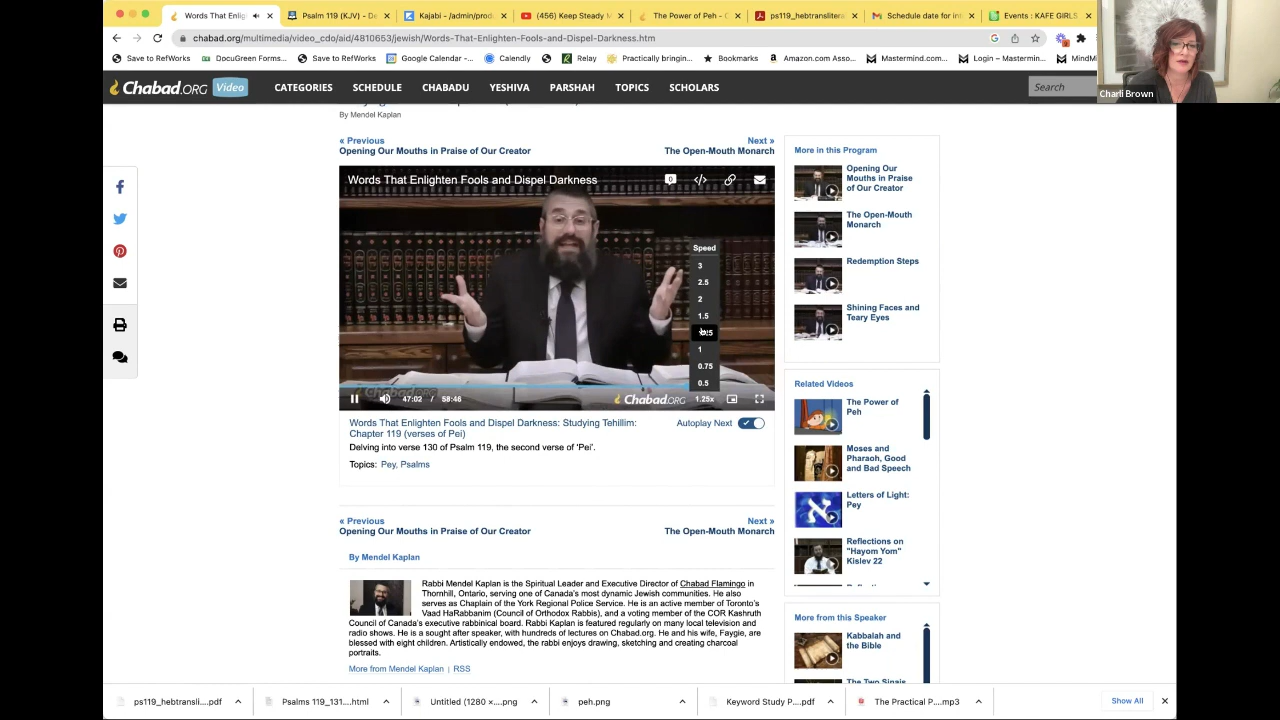 Words That Enlig
Psalm 119 (KJV) - De
Kajabi - /admin/prod
(456) Keep Steady M
The Power of Peh - C
ps119_hebtranslitera
Schedule date for in
Events : KAFE GIRLS
chabad.org/multimedia/video_cdo/aid/4810653/jewish/Words-That-Enlighten-Fools-and-Dispel-Darkness.htm
Save to RefWorks
DocuGreen Forms...
Save to RefWorks
Google Calendar -...
Calendly
Relay
Practically bringin...
Bookmarks
Amazon.com Asso...
Mastermind.com...
Login – Mastermin...
MindMi
Charli Brown
Chabad.ORG Video
CATEGORIES
SCHEDULE
CHABADU
YESHIVA
PARSHAH
TOPICS
SCHOLARS
Search
By Mendel Kaplan
« Previous
Opening Our Mouths in Praise of Our Creator
Next »
The Open-Mouth Monarch
Words That Enlighten Fools and Dispel Darkness
0
Speed
3
2.5
2
1.5
1
0.75
0.5
47:02 /
Chabad.ORG
1.25x
Words That Enlighten Fools and Dispel Darkness: Studying Tehillim:
Chapter 119 (verses of Pei)
Autoplay Next
Delving into verse 130 of Psalm 119, the second verse of 'Pei'.
Topics: Pey, Psalms
« Previous
Opening Our Mouths in Praise of Our Creator
Next »
The Open-Mouth Monarch
By Mendel Kaplan
Rabbi Mendel Kaplan is the Spiritual Leader and Executive Director of Chabad Flamingo in
Thornhill, Ontario, serving one of Canada's most dynamic Jewish communities. He also
serves as Chaplain of the York Regional Police Service. He is an active member of Toronto's
Vaad HaRabbanim (Council of Orthodox Rabbis), and a voting member of the COR Kashruth
Council of Canada's executive rabbinical board. Rabbi Kaplan is featured regularly on many local television and
radio shows. He is a sought after speaker, with hundreds of lectures on Chabad.org. He and his wife, Faygie, are
blessed with eight children. Artistically endowed, the rabbi enjoys drawing, sketching and creating charcoal
portraits.
More from Mendel Kaplan | RSS
More in this Program
Opening Our
Mouths in Praise
of Our Creator
The Open-Mouth
Monarch
Redemption Steps
Shining Faces and
Teary Eyes
Related Videos
The Power of
Peh
Moses and
Pharaoh, Good
and Bad Speech
Letters of Light:
Pey
Reflections on
"Hayom Yom"
Kislev 22
More from this Speaker
Kabbalah and
the Bible
The Two Sinais
ps119_hebtransli....pdf
Psalms 119_131....html
Untitled (1280 ×....png
peh.png
Keyword Study P....pdf
The Practical P....mp3
Show All